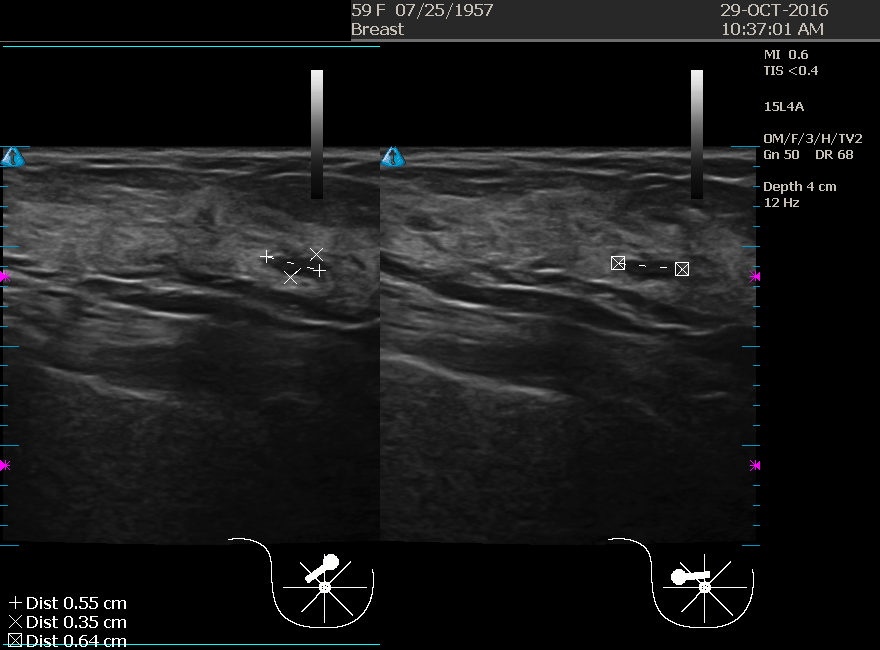 59 F 07/25/1957
29-OCT-2016
Breast
10:37:01 AM
MI 0.6
TIS <0.4
15L4A
OM/F/3/H/TV2
Gn 50 DR 68
Depth 4 cm
12 Hz
Dist 0.55 cm
Dist 0.35 cm
Dist 0.64 cm